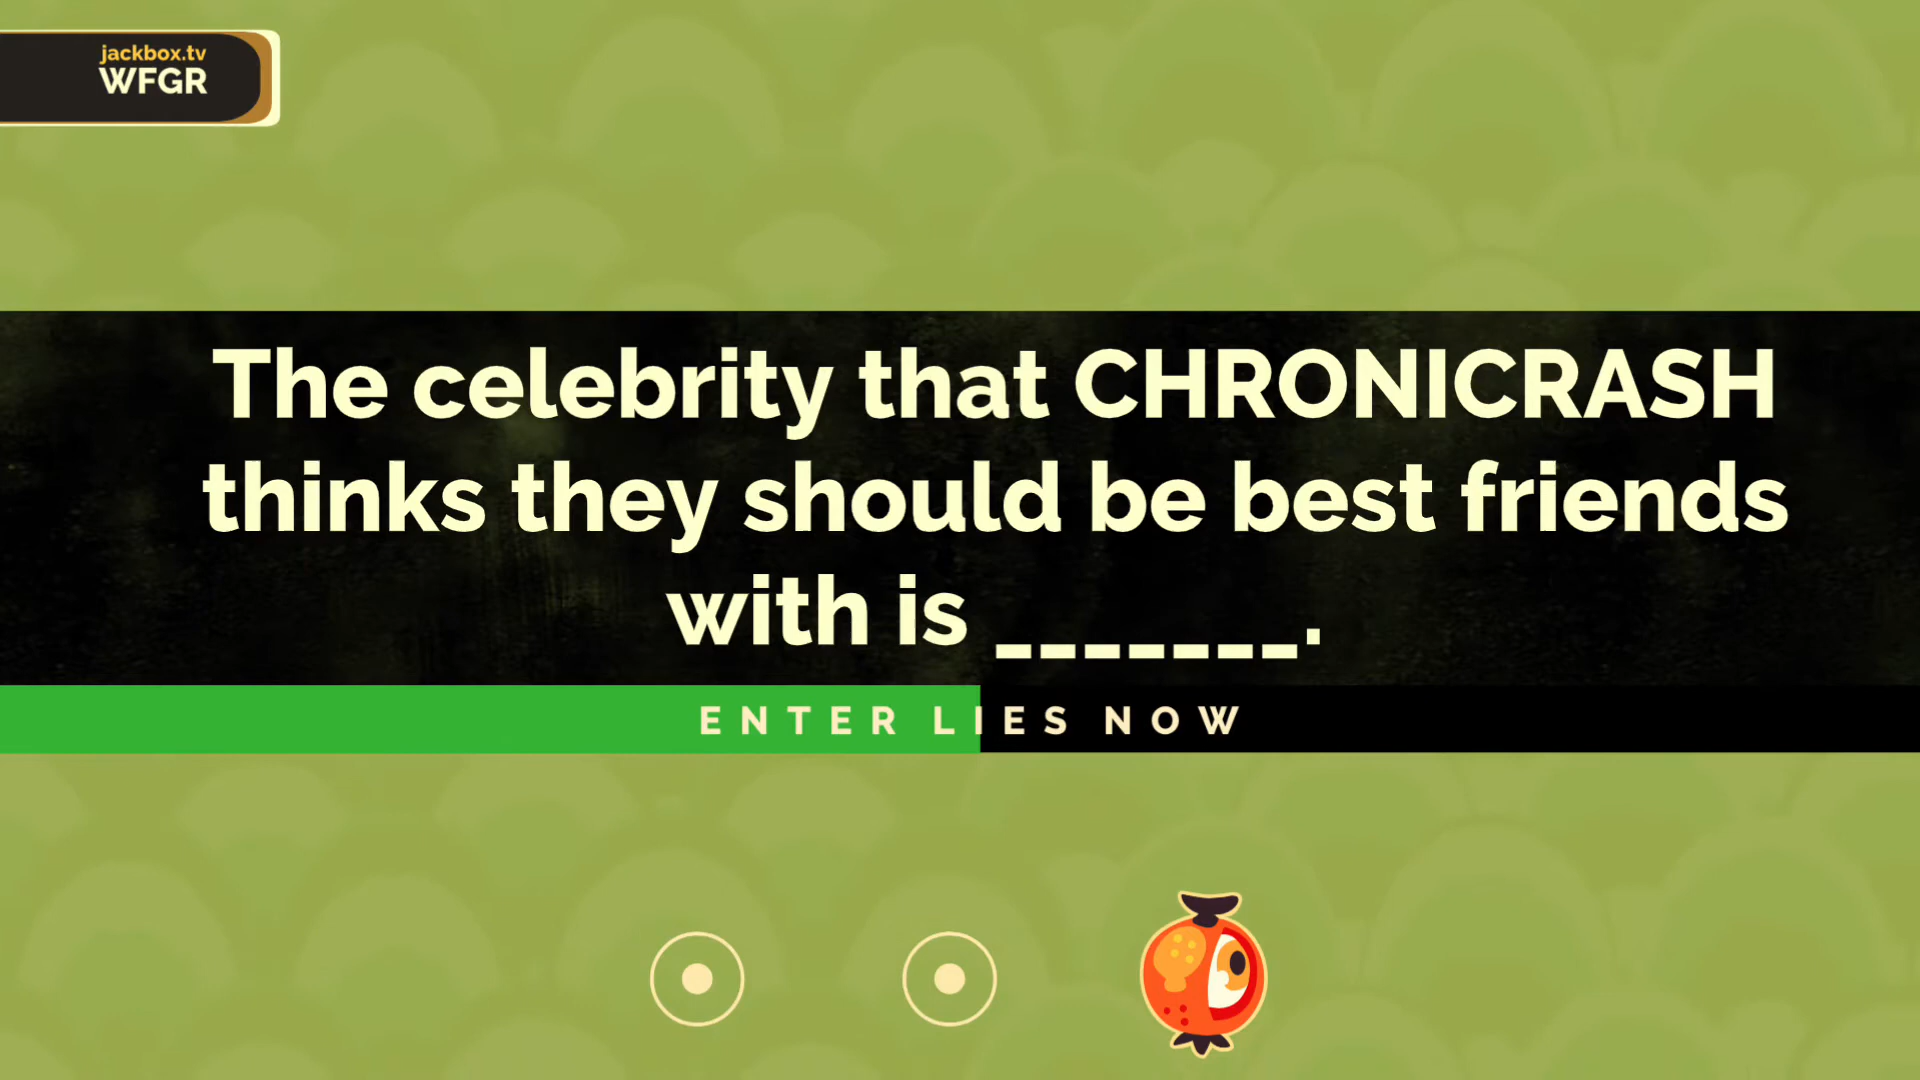 jackbox.tv
WFGR
The celebrity that CHRONICRASH
thinks they should be best friends
with is _______.
ENTER LIES NOW